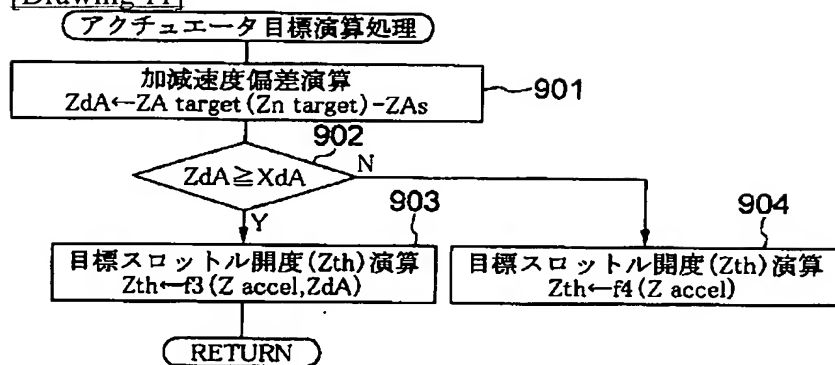 アクチュエータ目標演算処理
加減速度偏差演算
ZdA←ZA target(Zn target)-ZAs
901
902
ZdA≧XdA
N
Y
903
904
目標スロットル開度(Zth)演算
Zth←f3(Z accel,ZdA)
目標スロットル開度(Zth)演算
Zth←f4(Z accel)
RETURN